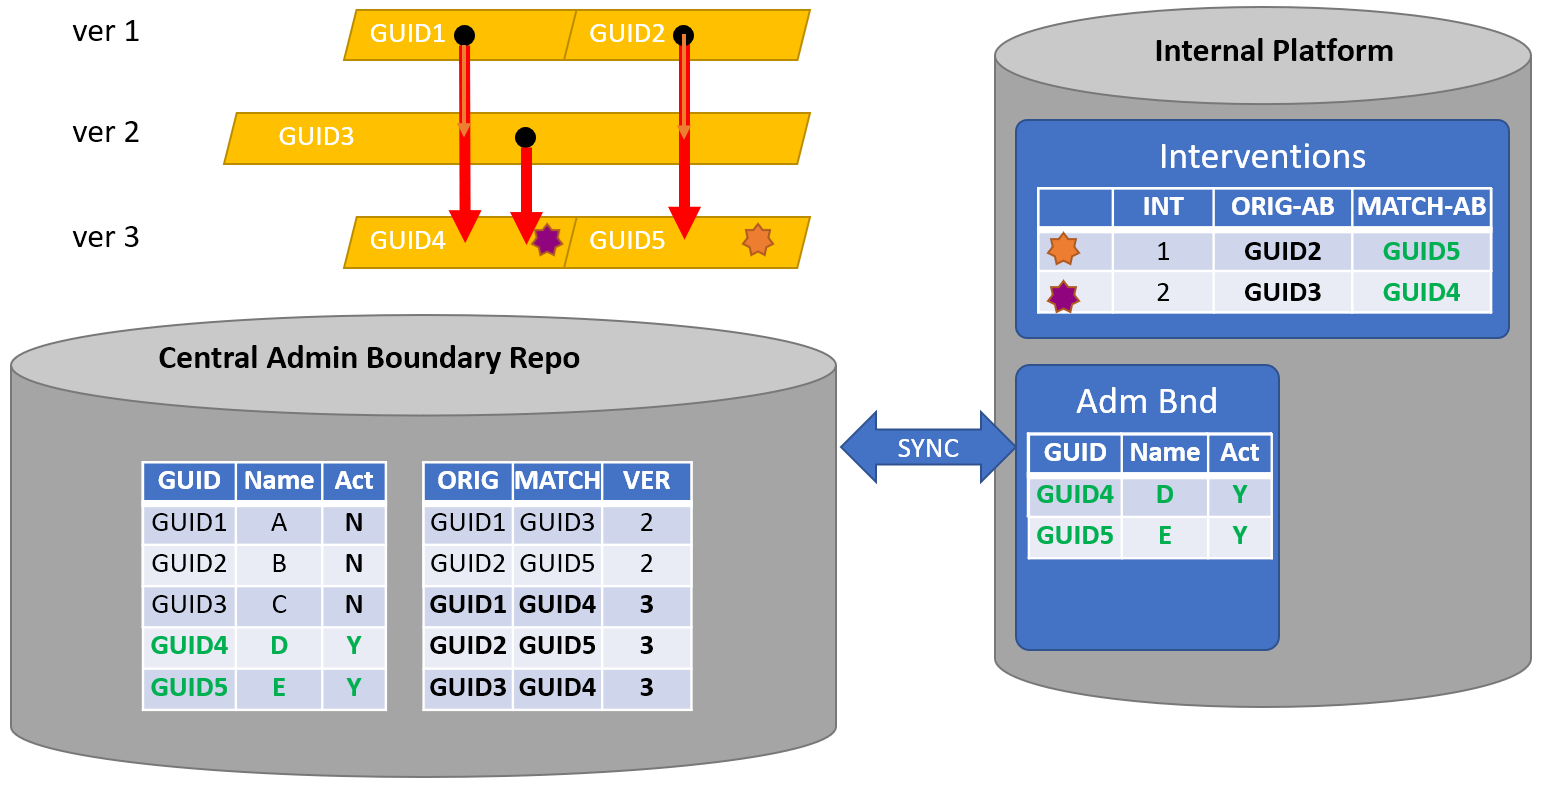 ver 1
GUID1 GUID2
ver 2
GUID3
ver 3
GUID4 GUID5
Central Admin Boundary Repo
GUID Name Act
GUID1 A N
GUID2 B N
GUID3 C N
GUID4 D Y
GUID5 E Y
ORIG MATCH VER
GUID1 GUID3 2
GUID2 GUID5 2
GUID1 GUID4 3
GUID2 GUID5 3
GUID3 GUID4 3
SYNC
Internal Platform
Interventions
INT ORIG-AB MATCH-AB
1 GUID2 GUID5
2 GUID3 GUID4
Adm Bnd
GUID Name Act
GUID4 D Y
GUID5 E Y